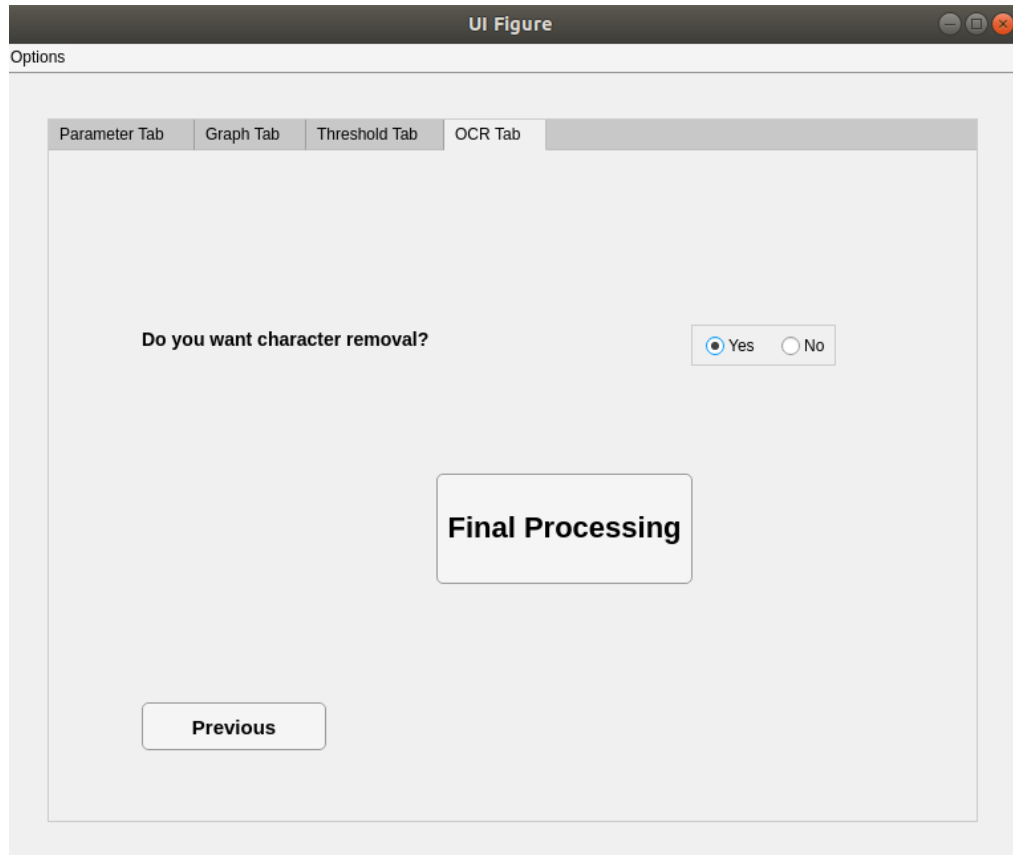 UI Figure
Options
Parameter Tab Graph Tab Threshold Tab OCR Tab
Do you want character removal? Yes No
Final Processing
Previous